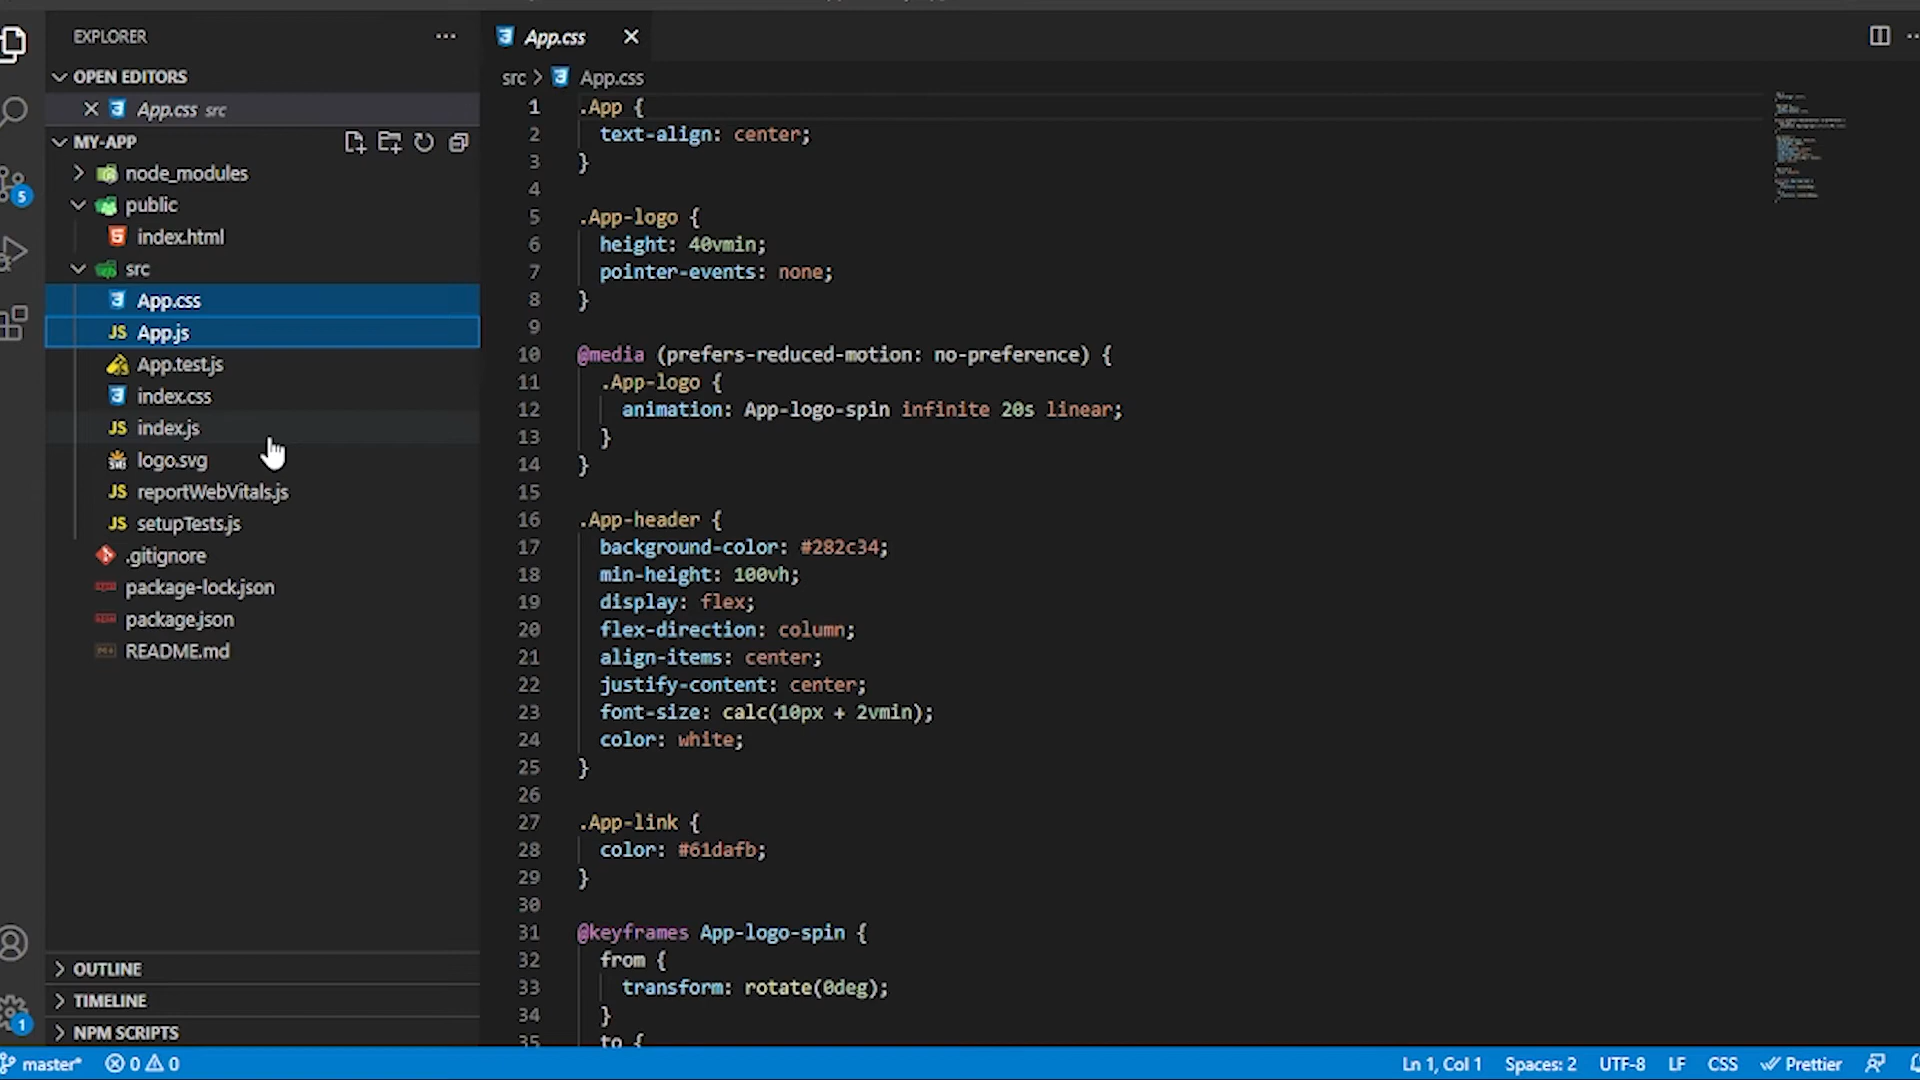 EXPLORER
OPEN EDITORS
App.css src
MY-APP
node_modules
public
index.html
src
App.css
JS App.js
App.test.js
index.css
JS index.js
logo.svg
JS reportWebVitals.js
JS setupTests.js
.gitignore
package-lock.json
package.json
README.md
OUTLINE
TIMELINE
NPM SCRIPTS
5
1
App.css
src > App.css
1 .App {
2 text-align: center;
3 }
4
5 .App-logo {
6 height: 40vmin;
7 pointer-events: none;
8 }
9
10 @media (prefers-reduced-motion: no-preference) {
11 .App-logo {
12 animation: App-logo-spin infinite 20s linear;
13 }
14 }
15
16 .App-header {
17 background-color: #282c34;
18 min-height: 100vh;
19 display: flex;
20 flex-direction: column;
21 align-items: center;
22 justify-content: center;
23 font-size: calc(10px + 2vmin);
24 color: white;
25 }
26
27 .App-link {
28 color: #61dafb;
29 }
30
31 @keyframes App-logo-spin {
32 from {
33 transform: rotate(0deg);
34 }
35 to {
master* 0 0
Ln 1, Col 1 Spaces: 2 UTF-8 LF CSS Prettier